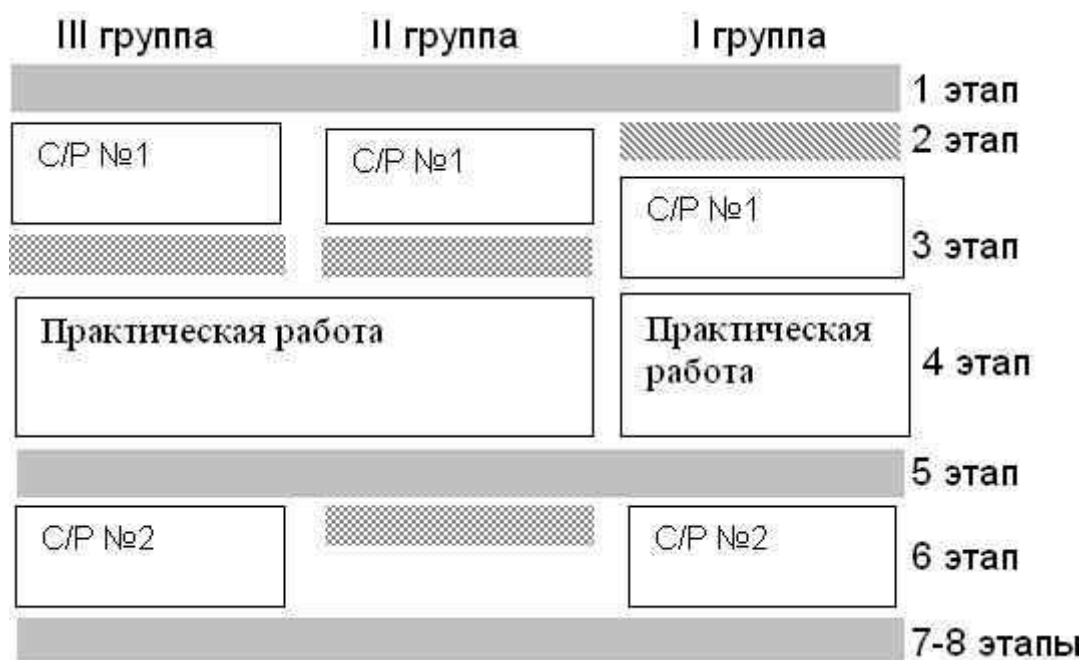 III группа II группа I группа
1 этап
С/Р №1 С/Р №1 2 этап
С/Р №1
3 этап
Практическая работа Практическая
работа
4 этап
5 этап
С/Р №2 С/Р №2
6 этап
7-8 этапы